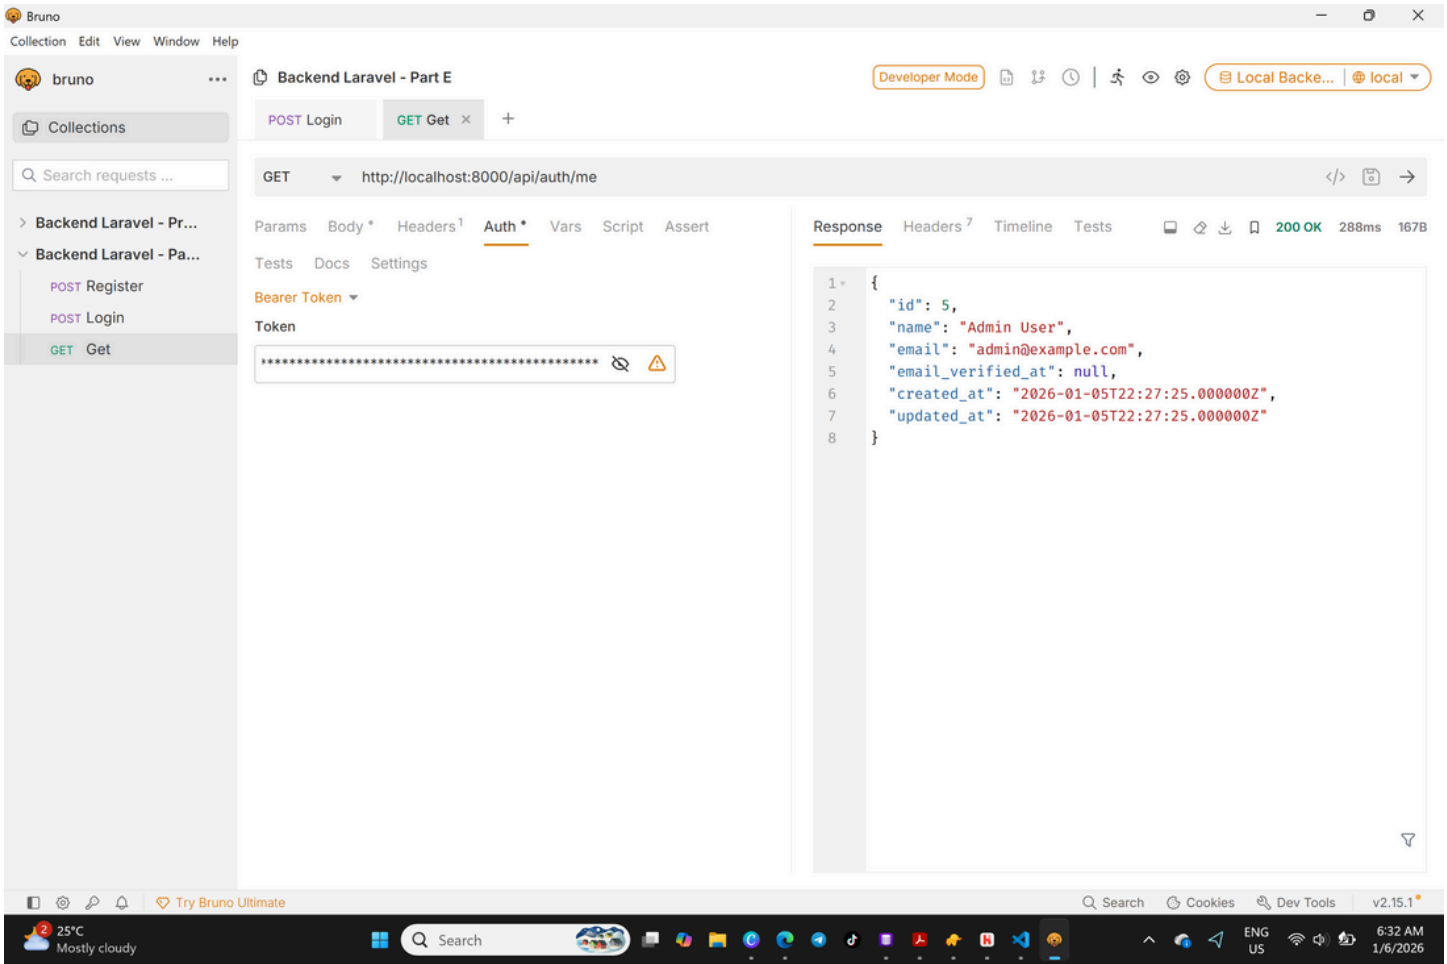 Bruno
Collection Edit View Window Help
bruno
Collections
Search requests ...
Backend Laravel - Pr...
Backend Laravel - Pa...
POST Register
POST Login
GET Get
Backend Laravel - Part E
Developer Mode
Local Backe... local
POST Login
GET Get
GET http://localhost:8000/api/auth/me
Params Body Headers 1 Auth Vars Script Assert
Tests Docs Settings
Bearer Token
Token
************************************************
Response Headers 7 Timeline Tests 200 OK 288ms 167B
1 {
2 "id": 5,
3 "name": "Admin User",
4 "email": "admin@example.com",
5 "email_verified_at": null,
6 "created_at": "2026-01-05T22:27:25.000000Z",
7 "updated_at": "2026-01-05T22:27:25.000000Z"
8 }
Try Bruno Ultimate
Search Cookies Dev Tools v2.15.1
2
25°C
Mostly cloudy
Search
ENG
US
6:32 AM
1/6/2026